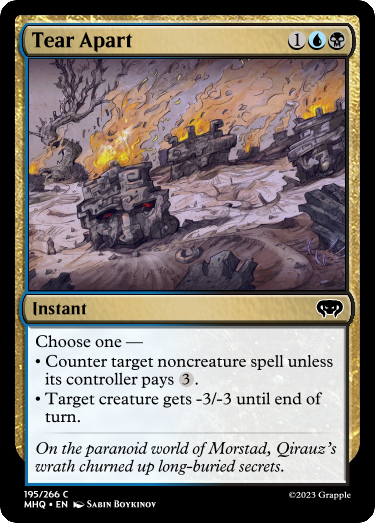 Tear Apart 1
Instant
Choose one —
• Counter target noncreature spell unless
its controller pays 3.
• Target creature gets -3/-3 until end of
turn.
On the paranoid world of Morstad, Qirauz's
wrath churned up long-buried secrets.
195/266 C
MHQ • EN Sabin Boykinov
©2023 Grapple